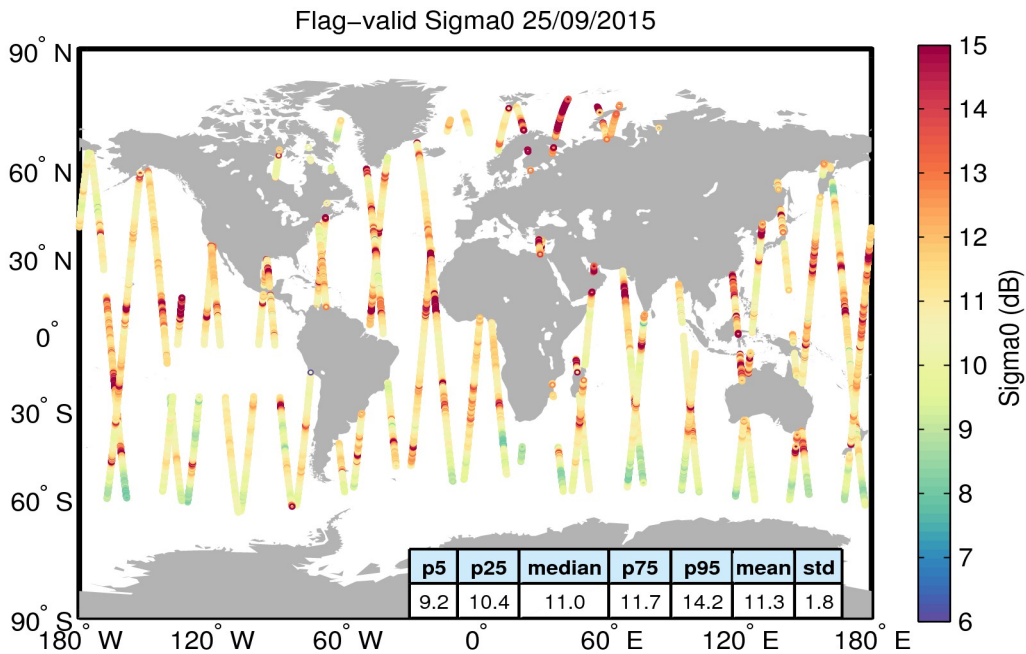 Flag−valid Sigma0 25/09/2015
90° N
60° N
30° N
0°
30° S
60° S
90° S
180° W
120° W
60° W
0°
60° E
120° E
180° E
p5 p25 median p75 p95 mean std
9.2 10.4 11.0 11.7 14.2 11.3 1.8
15
14
13
12
11
10
9
8
7
6
Sigma0 (dB)